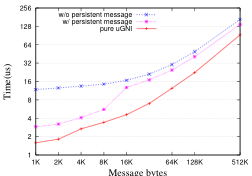 256
128
64
32
16
8
4
2
1
Time(us)
w/o persistent message
w/ persistent message
pure uGNI
1K 2K 4K 8K 16K 64K 128K 512K
Message bytes